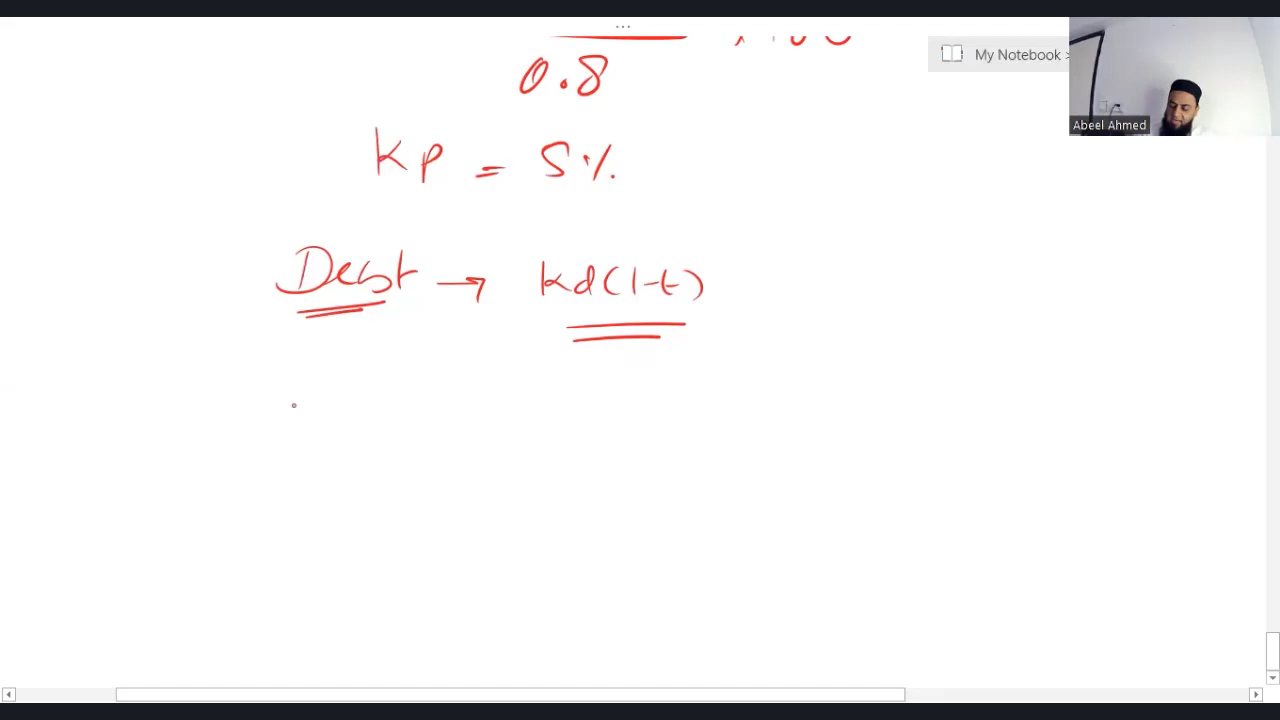 ...
My Notebook >
Abeel Ahmed
0.8
Kp = 5%
Debt → Kd(1-t)